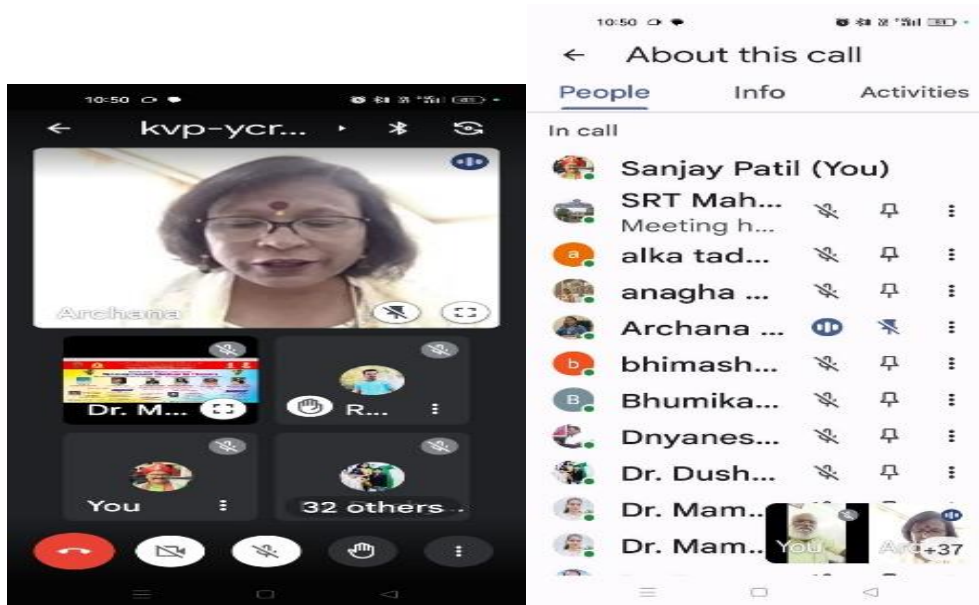 10:50
kvp-ycr...
Archana
Dr. M...
R...
You
32 others
10:50
About this call
People
Info
Activities
In call
Sanjay Patil (You)
SRT Mah...
Meeting h...
alka tad...
anagha ...
Archana ...
bhimash...
Bhumika...
Dnyanes...
Dr. Dush...
Dr. Mam..
Dr. Mam..
You
Arc
+37
a
b
B